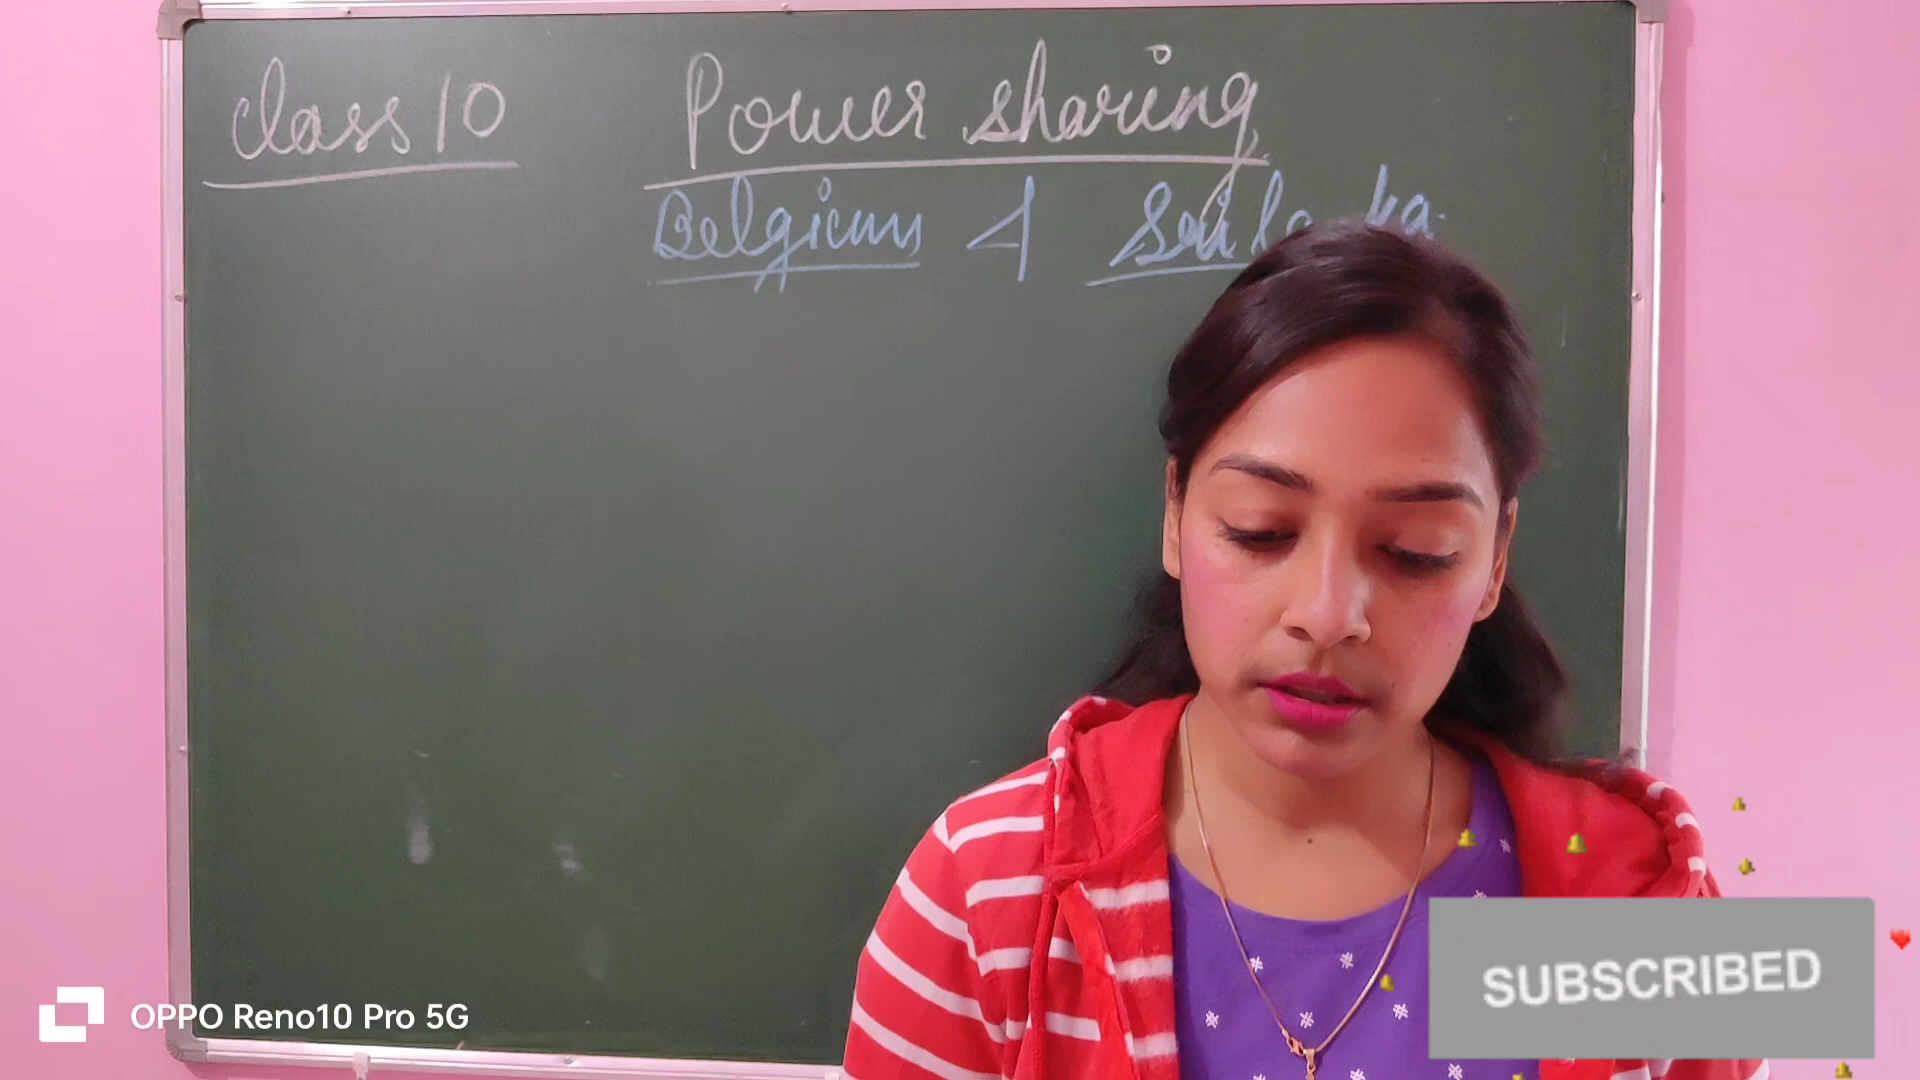 Class 10
Power sharing
Belgium &
OPPO Reno10 Pro 5G
SUBSCRIBED